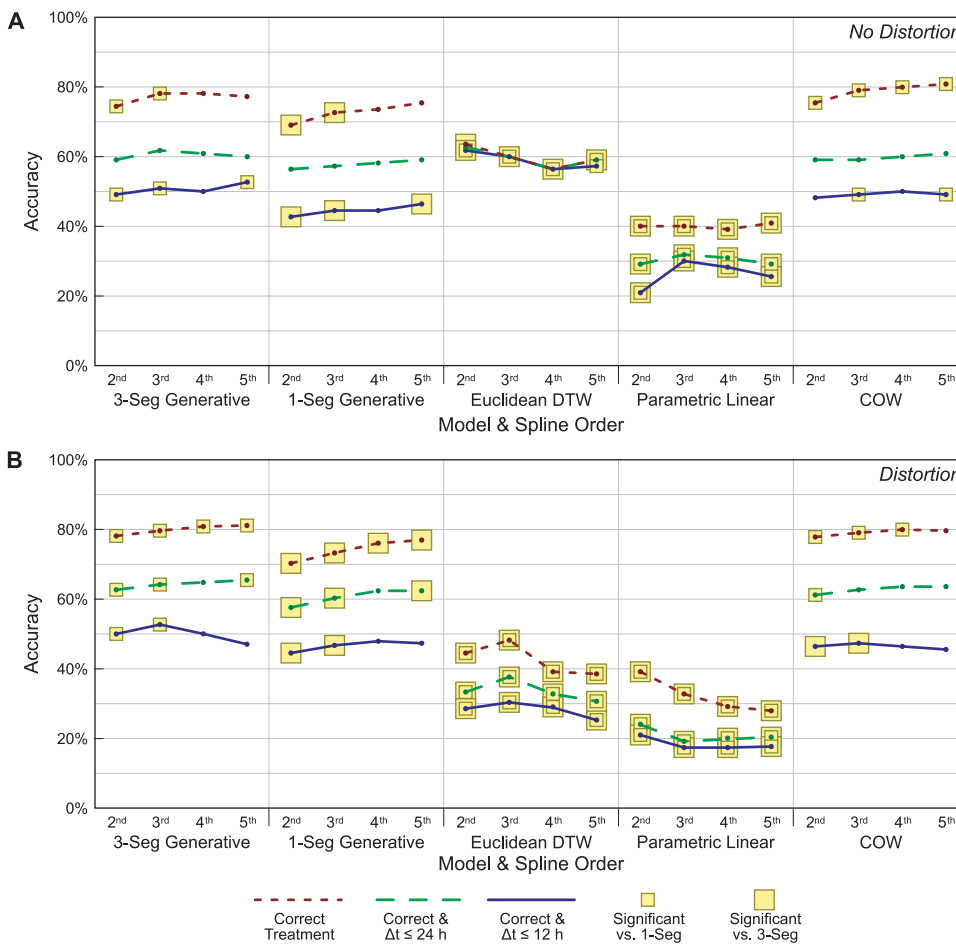 A
No Distortion
100%
80%
60%
40%
20%
0%
Accuracy
2nd 3rd 4th 5th 2nd 3rd 4th 5th 2nd 3rd 4th 5th 2nd 3rd 4th 5th 2nd 3rd 4th 5th
3-Seg Generative 1-Seg Generative Euclidean DTW Parametric Linear COW
Model & Spline Order
B
Distortion
100%
80%
60%
40%
20%
0%
Accuracy
2nd 3rd 4th 5th 2nd 3rd 4th 5th 2nd 3rd 4th 5th 2nd 3rd 4th 5th 2nd 3rd 4th 5th
3-Seg Generative 1-Seg Generative Euclidean DTW Parametric Linear COW
Model & Spline Order
Correct Correct & Correct & Significant Significant
Treatment Δt ≤ 24 h Δt ≤ 12 h vs. 1-Seg vs. 3-Seg